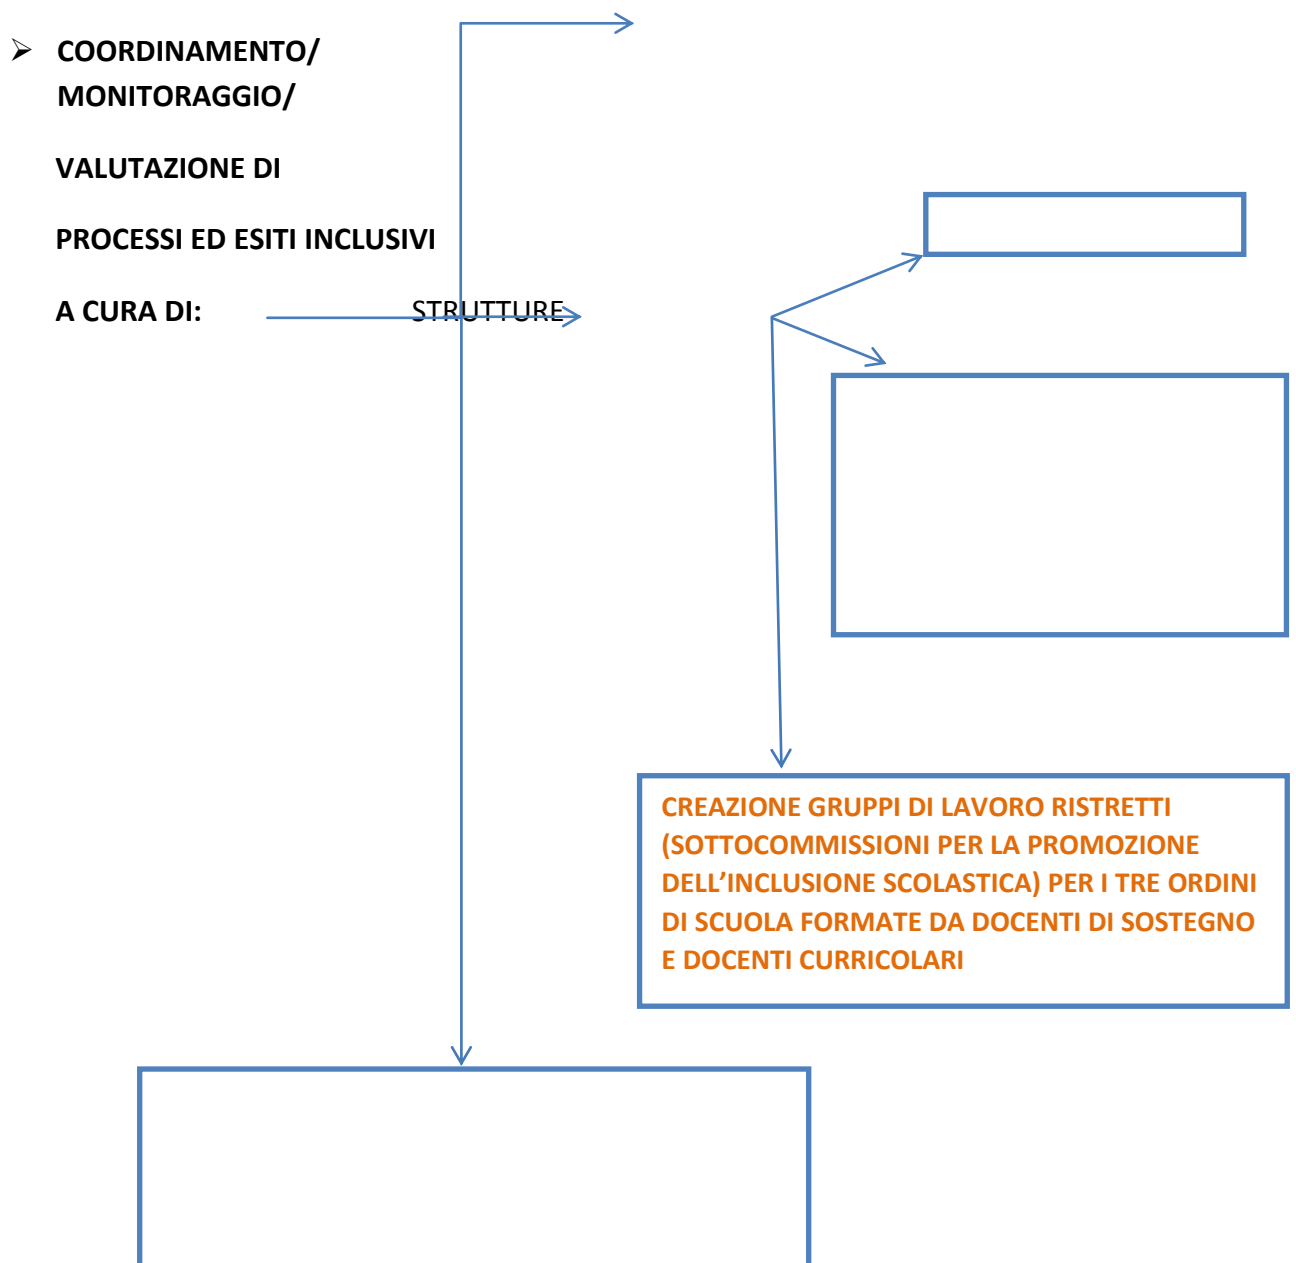 ➢ COORDINAMENTO/
MONITORAGGIO/
VALUTAZIONE DI
PROCESSI ED ESITI INCLUSIVI
A CURA DI: STRUTTURE
CREAZIONE GRUPPI DI LAVORO RISTRETTI
(SOTTOCOMMISSIONI PER LA PROMOZIONE
DELL’INCLUSIONE SCOLASTICA) PER I TRE ORDINI
DI SCUOLA FORMATE DA DOCENTI DI SOSTEGNO
E DOCENTI CURRICOLARI